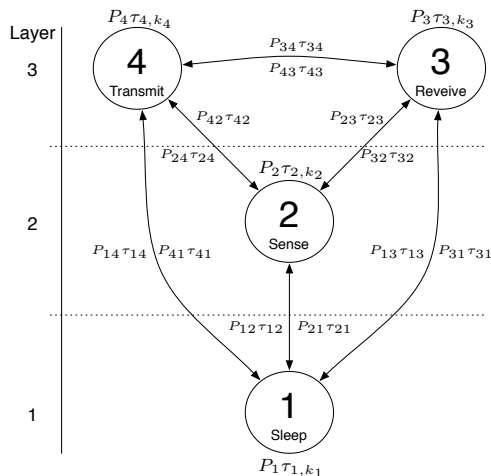 P₄τ₄,ₖ₄
P₃τ₃,ₖ₃
Layer
3
4
Transmit
P₃₄τ₃₄
P₄₃τ₄₃
3
Reveive
P₄₂τ₄₂
P₂₃τ₂₃
P₂₄τ₂₄
P₃₂τ₃₂
P₂τ₂,ₖ₂
2
2
Sense
P₁₄τ₁₄
P₄₁τ₄₁
P₁₃τ₁₃
P₃₁τ₃₁
P₁₂τ₁₂
P₂₁τ₂₁
1
1
Sleep
P₁τ₁,ₖ₁